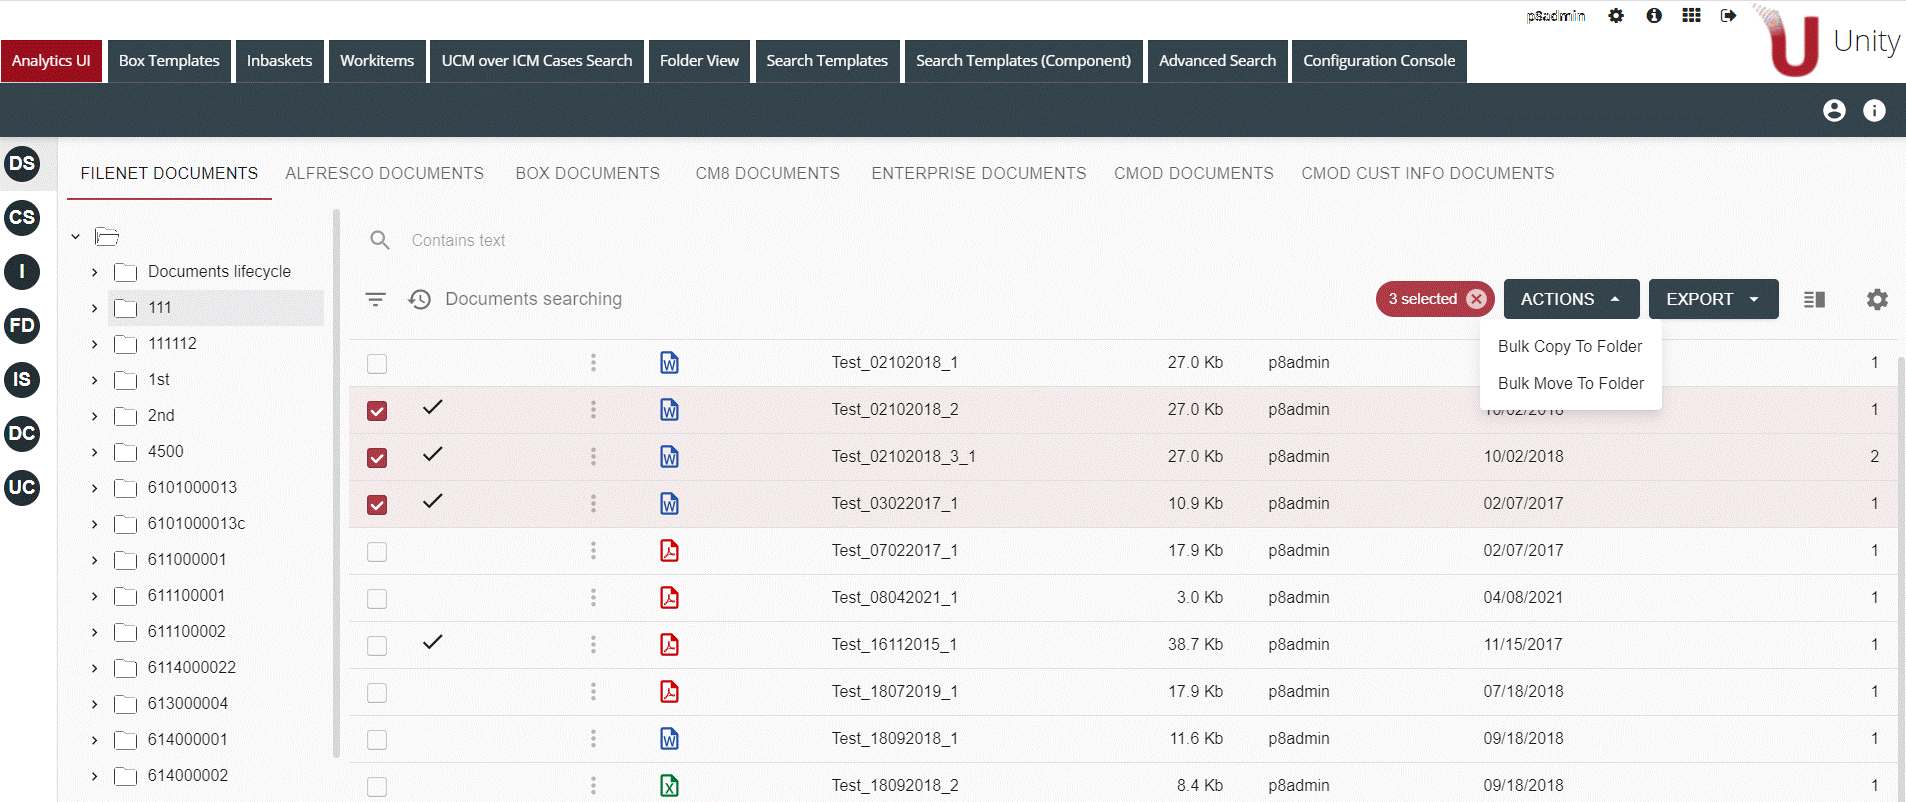 p8admin
Unity
Analytics UI
Box Templates
Inbaskets
Workitems
UCM over ICM Cases Search
Folder View
Search Templates
Search Templates (Component)
Advanced Search
Configuration Console
DS
CS
I
FD
IS
DC
UC
FILENET DOCUMENTS
ALFRESCO DOCUMENTS
BOX DOCUMENTS
CM8 DOCUMENTS
ENTERPRISE DOCUMENTS
CMOD DOCUMENTS
CMOD CUST INFO DOCUMENTS
Documents lifecycle
111
111112
1st
2nd
4500
6101000013
6101000013c
611000001
611100001
611100002
6114000022
613000004
614000001
614000002
Contains text
Documents searching
3 selected
ACTIONS
EXPORT
Bulk Copy To Folder
Bulk Move To Folder
Test_02102018_1 27.0 Kb p8admin 1
Test_02102018_2 27.0 Kb p8admin 10/02/2018 1
Test_02102018_3_1 27.0 Kb p8admin 10/02/2018 2
Test_03022017_1 10.9 Kb p8admin 02/07/2017 1
Test_07022017_1 17.9 Kb p8admin 02/07/2017 1
Test_08042021_1 3.0 Kb p8admin 04/08/2021 1
Test_16112015_1 38.7 Kb p8admin 11/15/2017 1
Test_18072019_1 17.9 Kb p8admin 07/18/2018 1
Test_18092018_1 11.6 Kb p8admin 09/18/2018 1
Test_18092018_2 8.4 Kb p8admin 09/18/2018 1